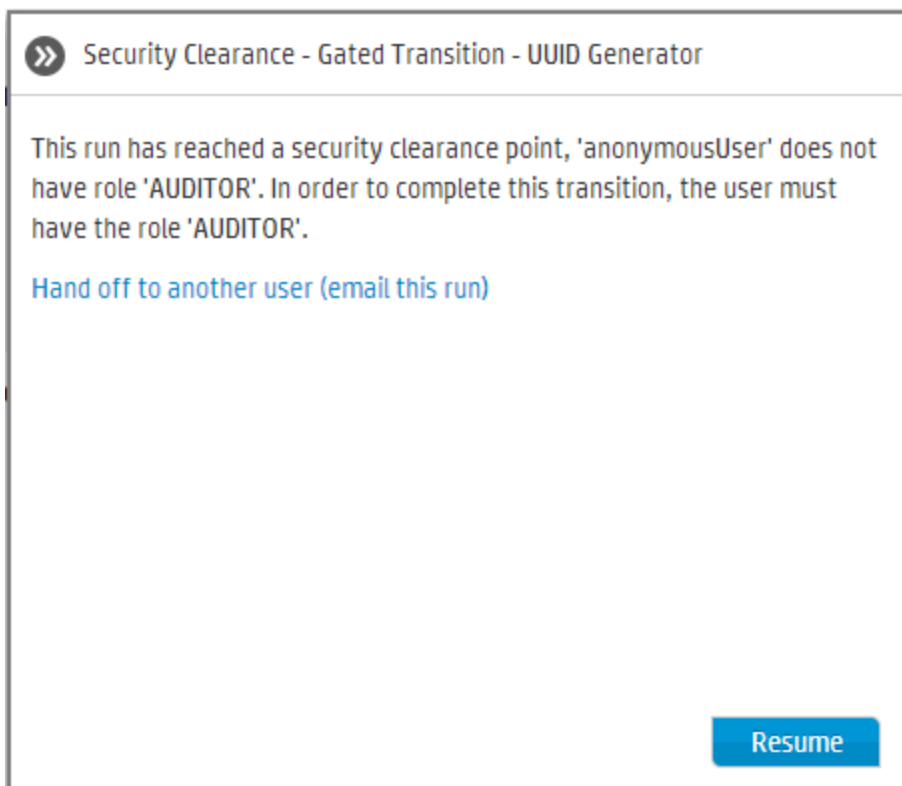 Security Clearance - Gated Transition - UUID Generator
This run has reached a security clearance point, 'anonymousUser' does not
have role 'AUDITOR'. In order to complete this transition, the user must
have the role 'AUDITOR'.
Hand off to another user (email this run)
Resume